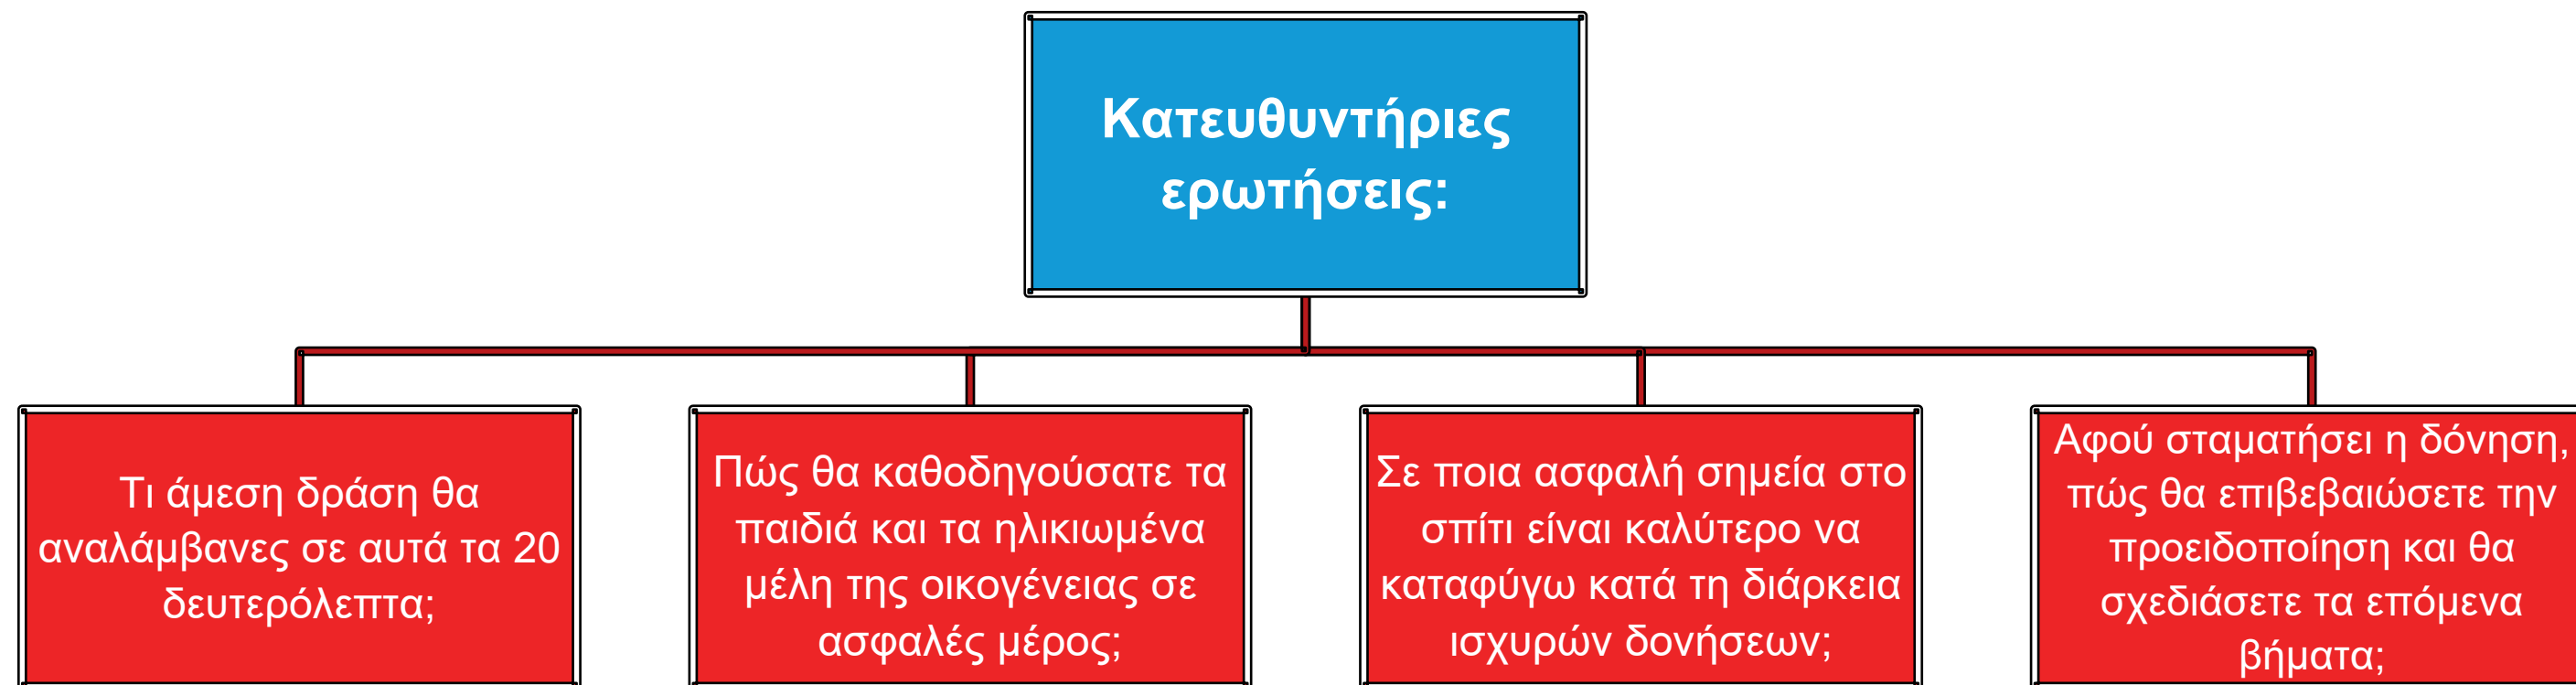 Κατευθυντήριες
ερωτήσεις:
Τι άμεση δράση θα
αναλάμβανες σε αυτά τα 20
δευτερόλεπτα;
Πώς θα καθοδηγούσατε τα
παιδιά και τα ηλικιωμένα
μέλη της οικογένειας σε
ασφαλές μέρος;
Σε ποια ασφαλή σημεία στο
σπίτι είναι καλύτερο να
καταφύγω κατά τη διάρκεια
ισχυρών δονήσεων;
Αφού σταματήσει η δόνηση,
πώς θα επιβεβαιώσετε την
προειδοποίηση και θα
σχεδιάσετε τα επόμενα
βήματα;